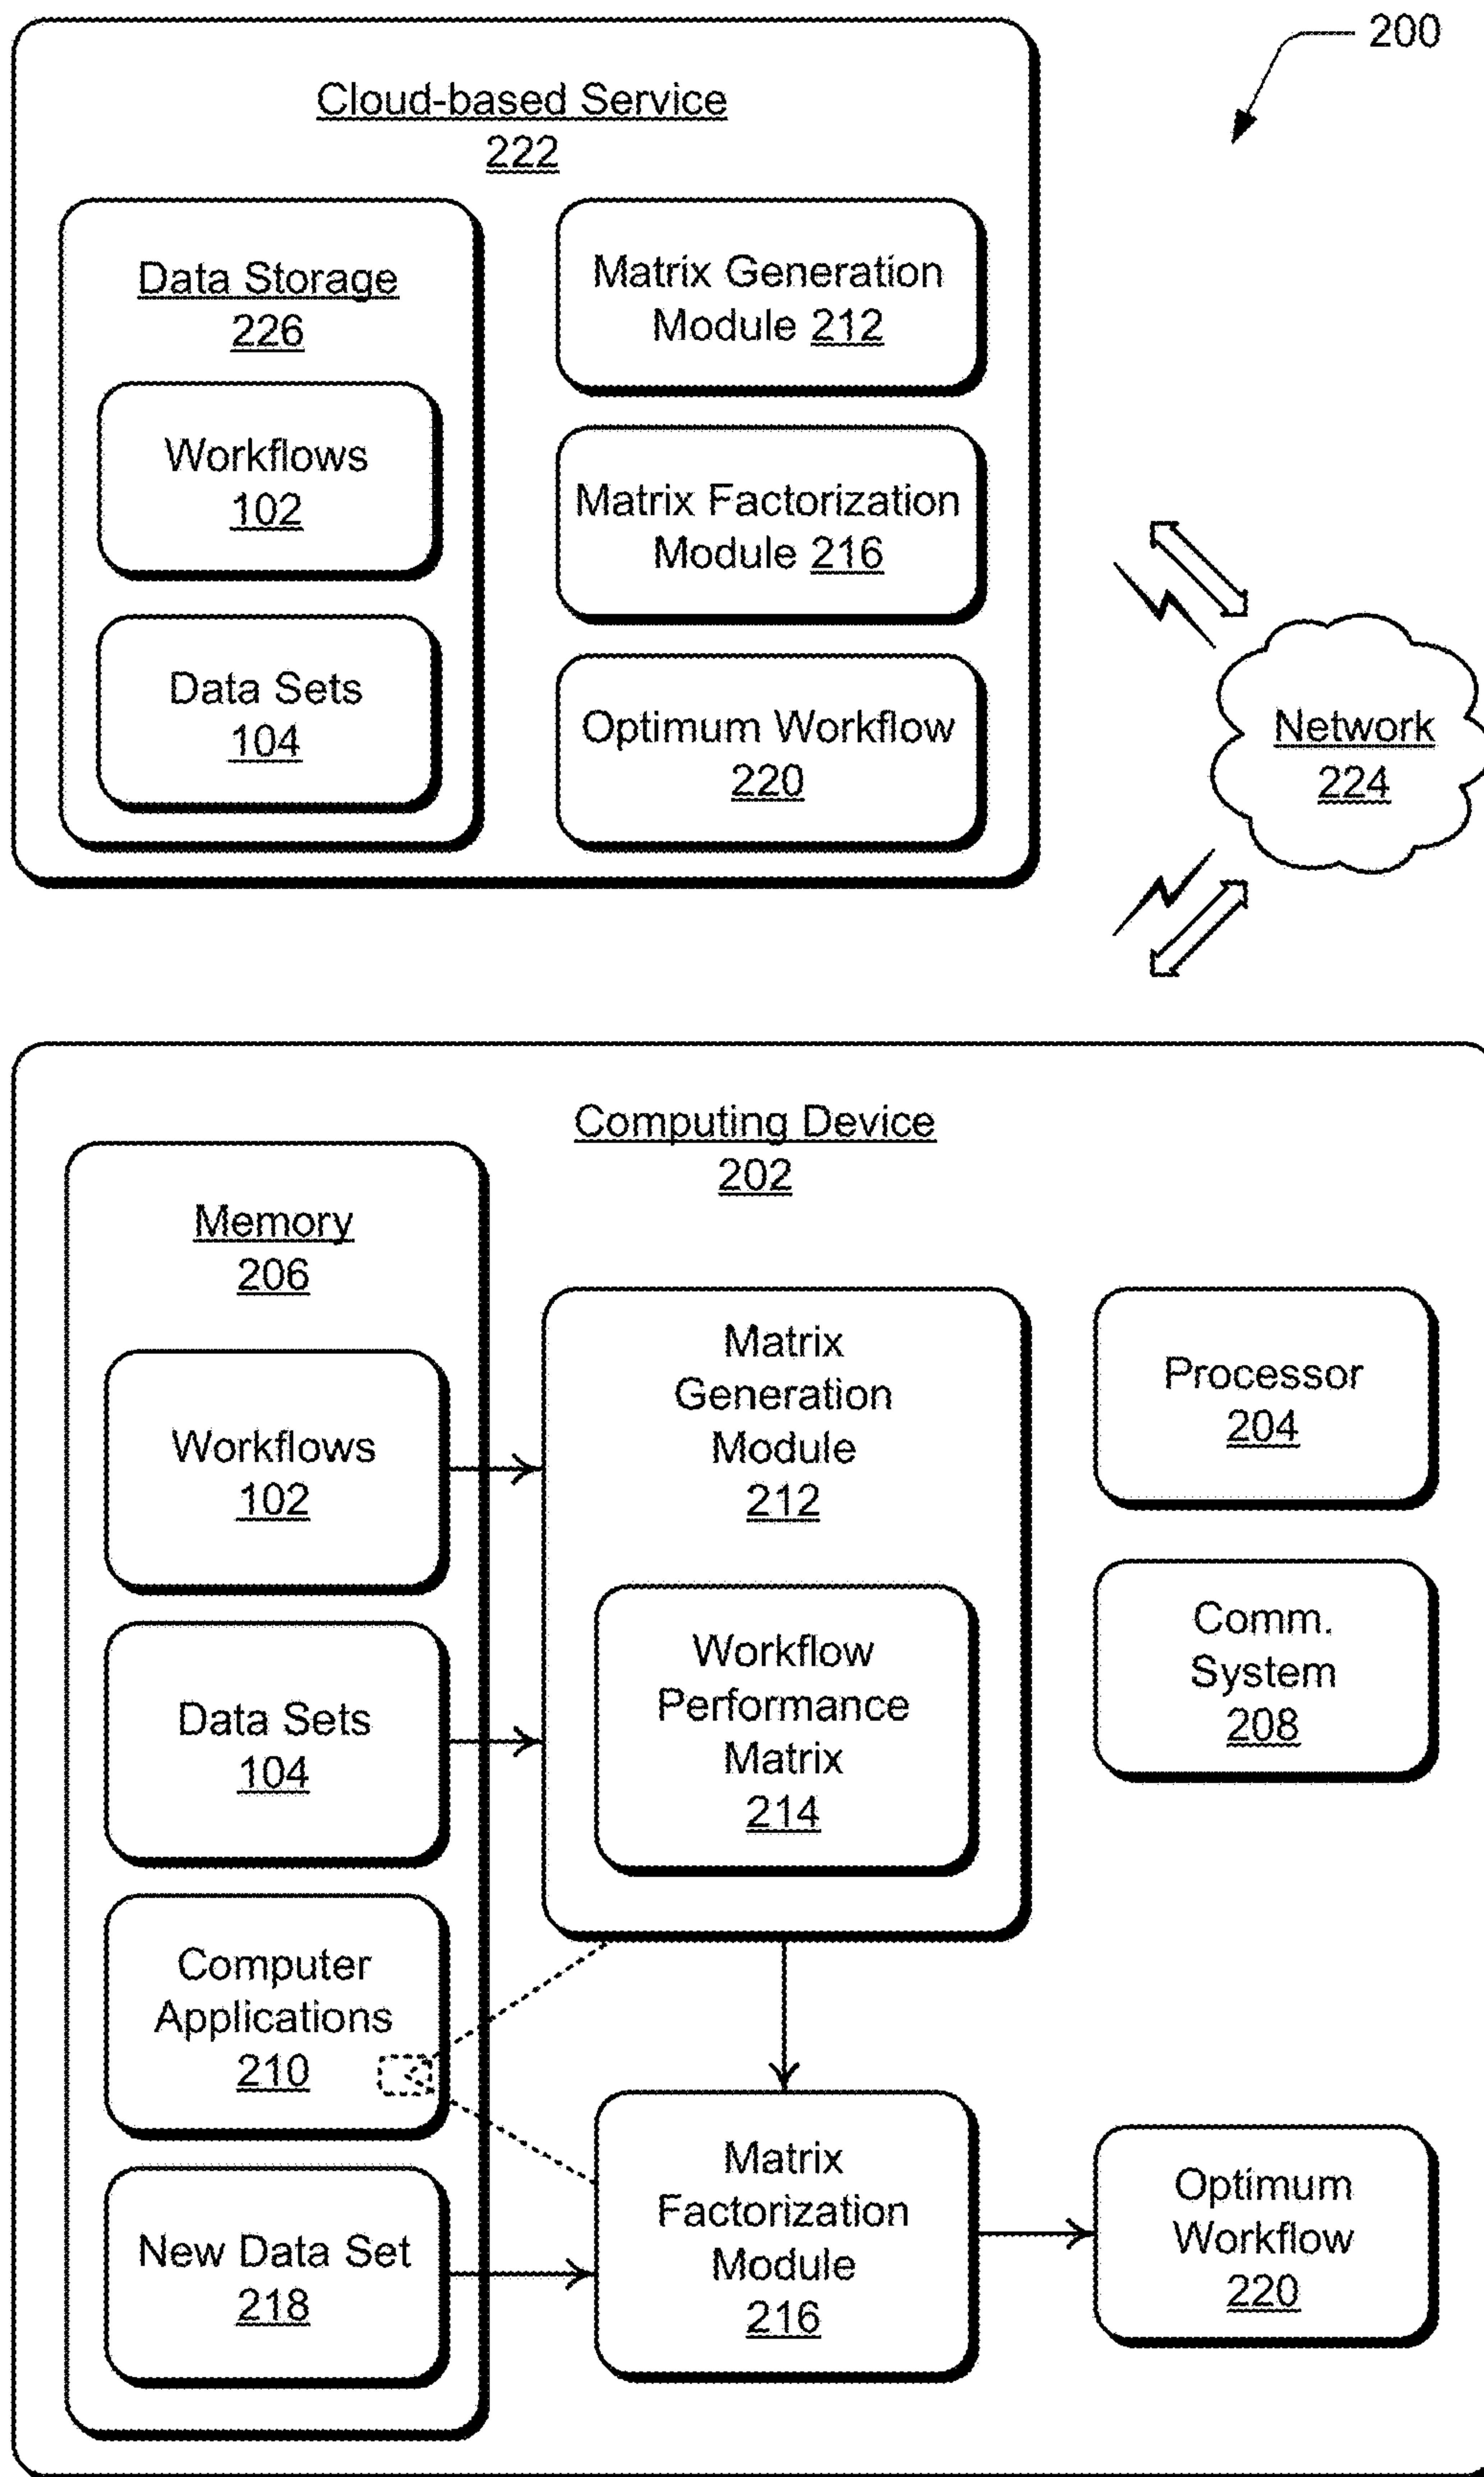 200
Cloud-based Service
222
Data Storage
226
Workflows
102
Data Sets
104
Matrix Generation
Module 212
Matrix Factorization
Module 216
Optimum Workflow
220
Network
224
Computing Device
202
Memory
206
Workflows
102
Data Sets
104
Computer
Applications
210
New Data Set
218
Matrix
Generation
Module
212
Workflow
Performance
Matrix
214
Matrix
Factorization
Module
216
Processor
204
Comm.
System
208
Optimum
Workflow
220